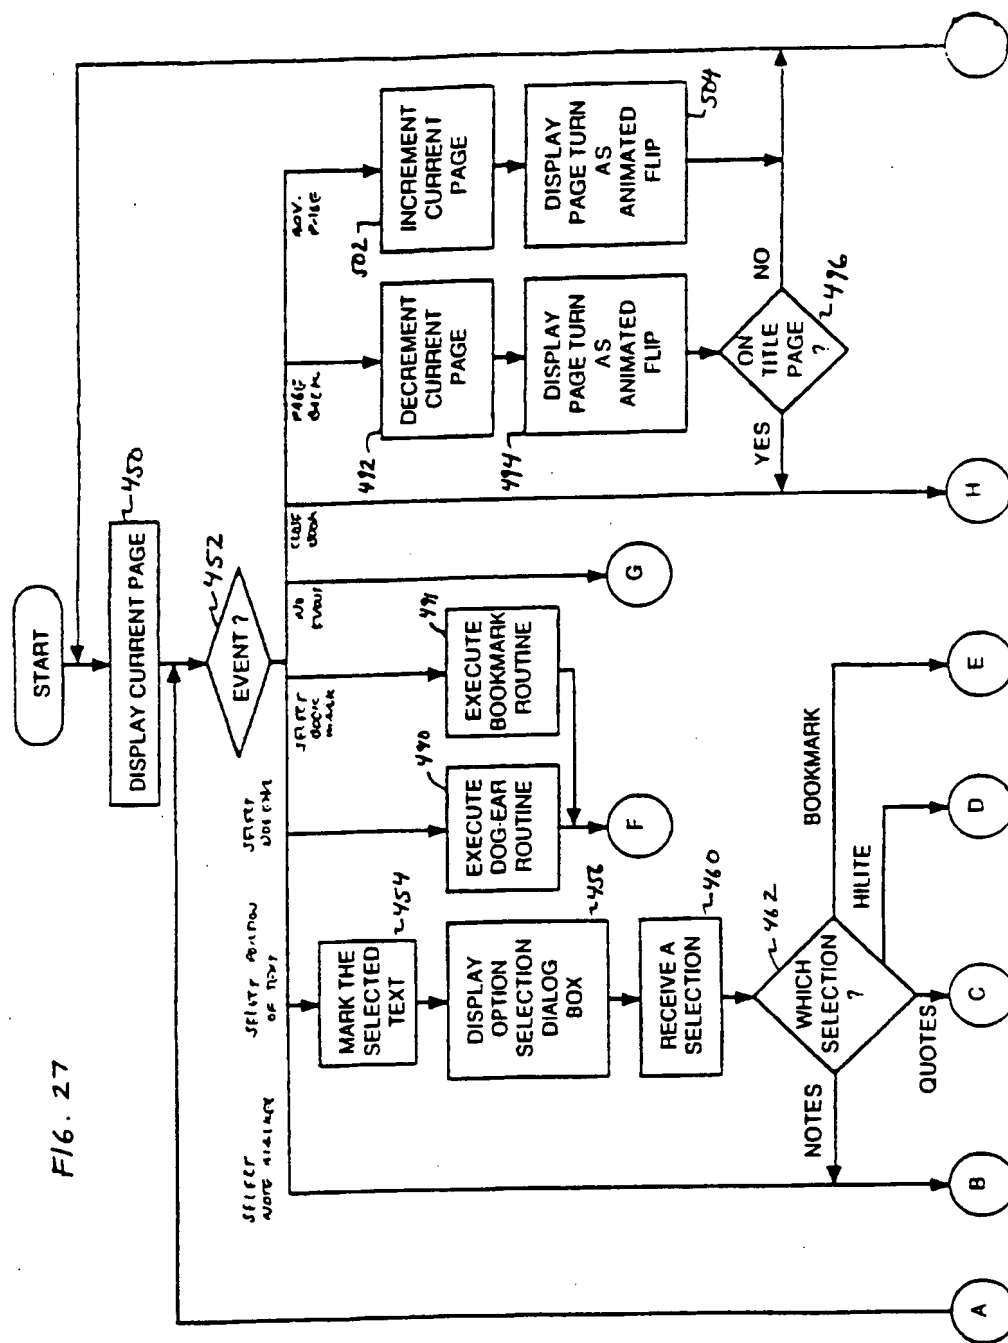 FIG. 27
START
DISPLAY CURRENT PAGE
450
EVENT ?
452
SELECT
NOTE
SELECT PORTION
OF TEXT
SELECT
DOG EAR
SELECT
BOOK
MARK
NO
EVENT
CLOSE
BOOK
PAGE
BACK
ADV.
PAGE
MARK THE
SELECTED
TEXT
454
DISPLAY
OPTION
SELECTION
DIALOG
BOX
RECEIVE A
SELECTION
460
WHICH
SELECTION
?
462
NOTES
QUOTES
HILITE
BOOKMARK
490
EXECUTE
DOG-EAR
ROUTINE
491
EXECUTE
BOOKMARK
ROUTINE
492
DECREMENT
CURRENT
PAGE
494
DISPLAY
PAGE TURN
AS
ANIMATED
FLIP
ON
TITLE
PAGE
?
496
YES
NO
502
INCREMENT
CURRENT
PAGE
DISPLAY
PAGE TURN
AS
ANIMATED
FLIP
504
A
B
C
D
E
F
G
H